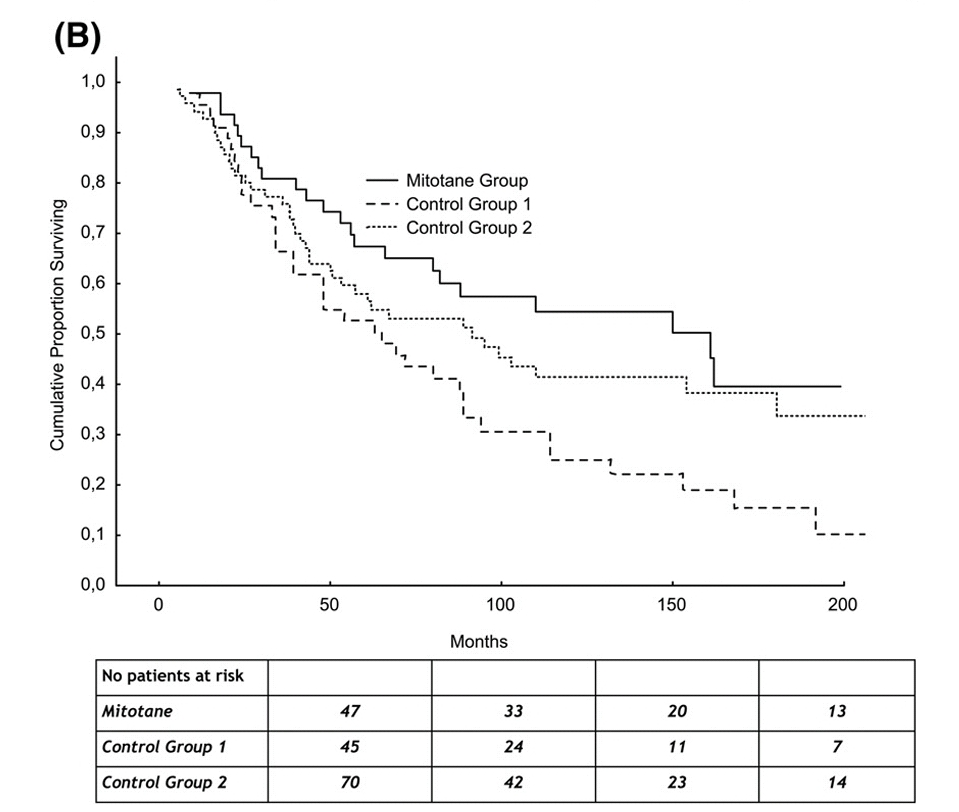 (B)
1,0
0,9
0,8
0,7
0,6
0,5
0,4
0,3
0,2
0,1
0,0
Cumulative Proportion Surviving
Mitotane Group
Control Group 1
Control Group 2
0 50 100 150 200
Months
No patients at risk
Mitotane 47 33 20 13
Control Group 1 45 24 11 7
Control Group 2 70 42 23 14